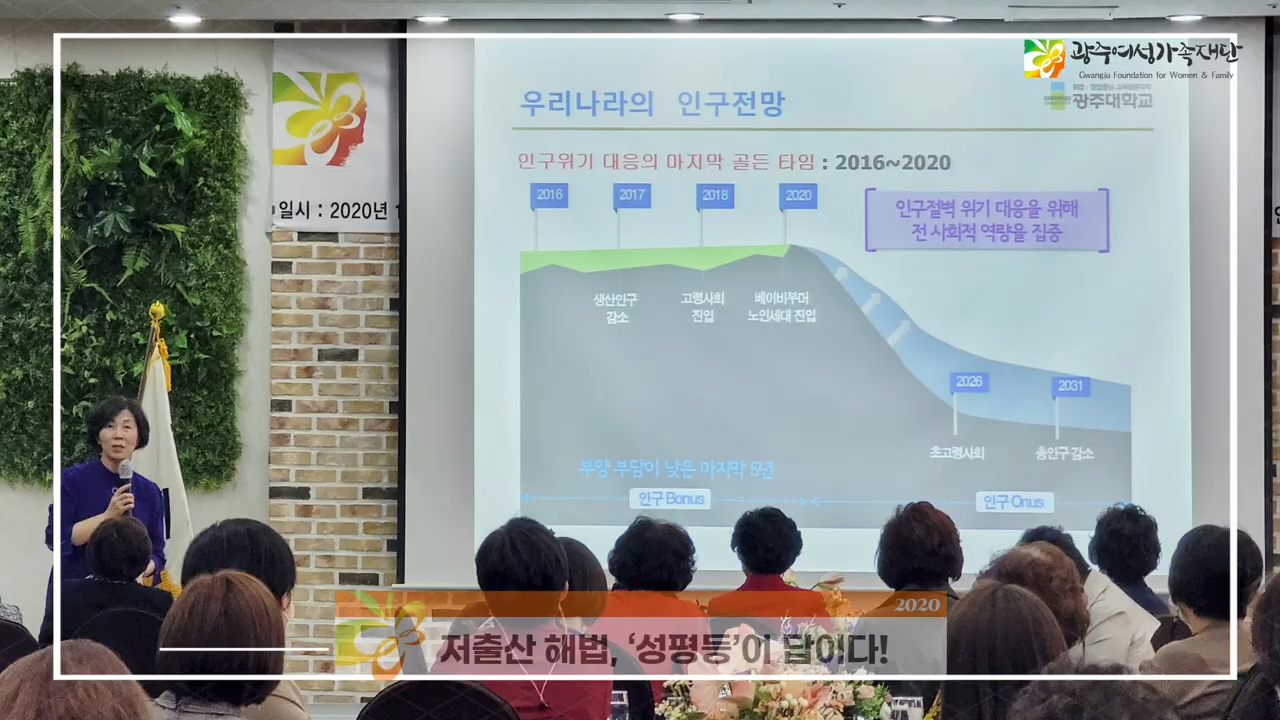 광주여성가족재단
Gwangju Foundation for Women & Family
광주대학교
우리나라의 인구전망
인구위기 대응의 마지막 골든 타임 : 2016~2020
2016
2017
2018
2020
인구절벽 위기 대응을 위해
전 사회적 역량을 집중
생산인구
감소
고령사회
진입
베이비부머
노인세대 진입
2026
2031
초고령사회
총인구 감소
부양 부담이 낮은 마지막 5년
인구 Bonus
인구 Onus
일시 : 2020년
2020
저출산 해법, ‘성평등’이 답이다!